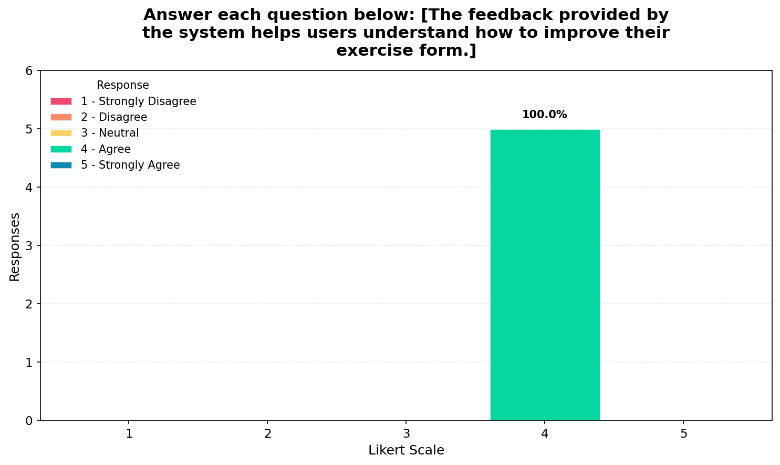 Answer each question below: [The feedback provided by
the system helps users understand how to improve their
exercise form.]
Response
1 - Strongly Disagree
2 - Disagree
3 - Neutral
4 - Agree
5 - Strongly Agree
100.0%
6
5
4
3
2
1
0
Responses
1 2 3 4 5
Likert Scale